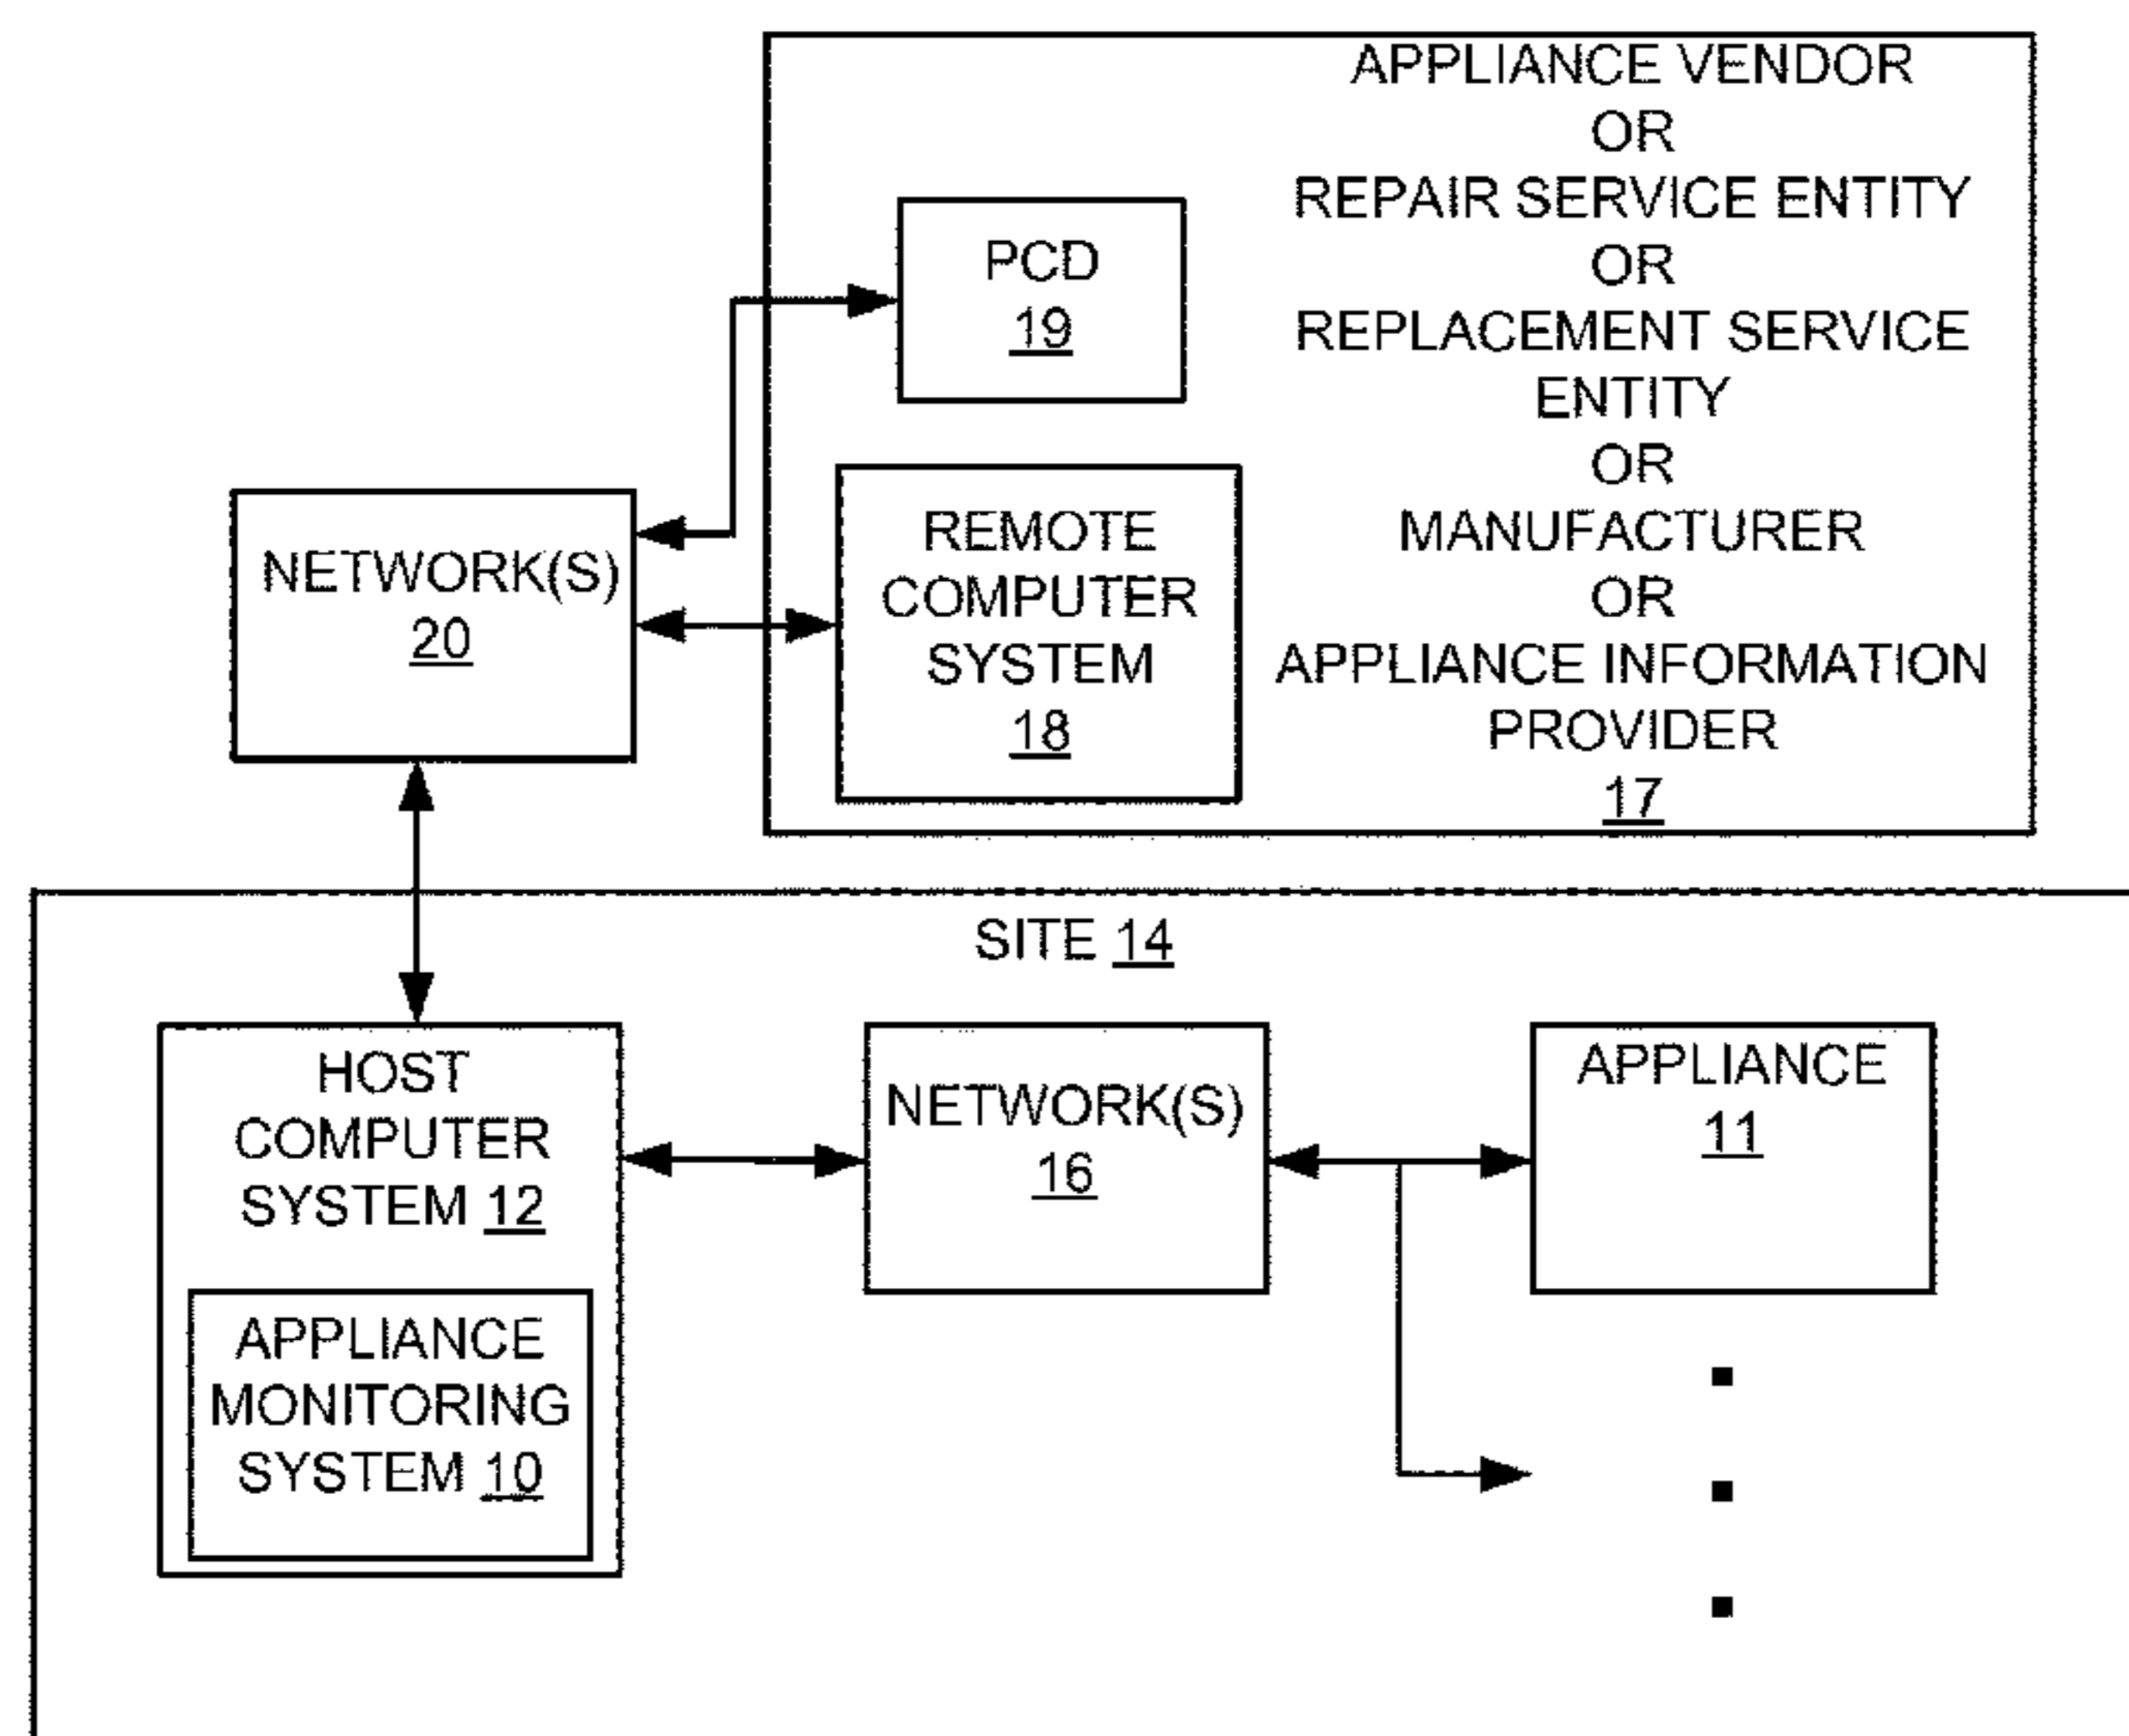 APPLIANCE VENDOR
OR
REPAIR SERVICE ENTITY
OR
REPLACEMENT SERVICE
ENTITY
OR
MANUFACTURER
OR
APPLIANCE INFORMATION
PROVIDER
17
PCD
19
REMOTE
COMPUTER
SYSTEM
18
NETWORK(S)
20
SITE 14
HOST
COMPUTER
SYSTEM 12
APPLIANCE
MONITORING
SYSTEM 10
NETWORK(S)
16
APPLIANCE
11